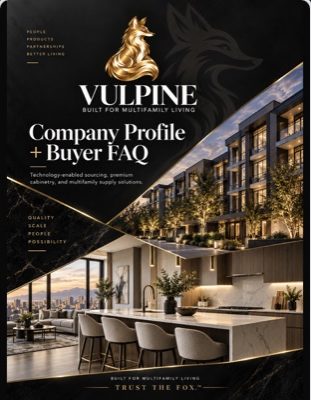 PEOPLE
PRODUCTS
PARTNERSHIPS
BETTER LIVING
VULPINE
BUILT FOR MULTIFAMILY LIVING
Company Profile
+ Buyer FAQ
Technology-enabled sourcing, premium
cabinetry, and multifamily supply solutions.
QUALITY
SCALE
PEOPLE
POSSIBILITY
BUILT FOR MULTIFAMILY LIVING
TRUST THE FOX.™